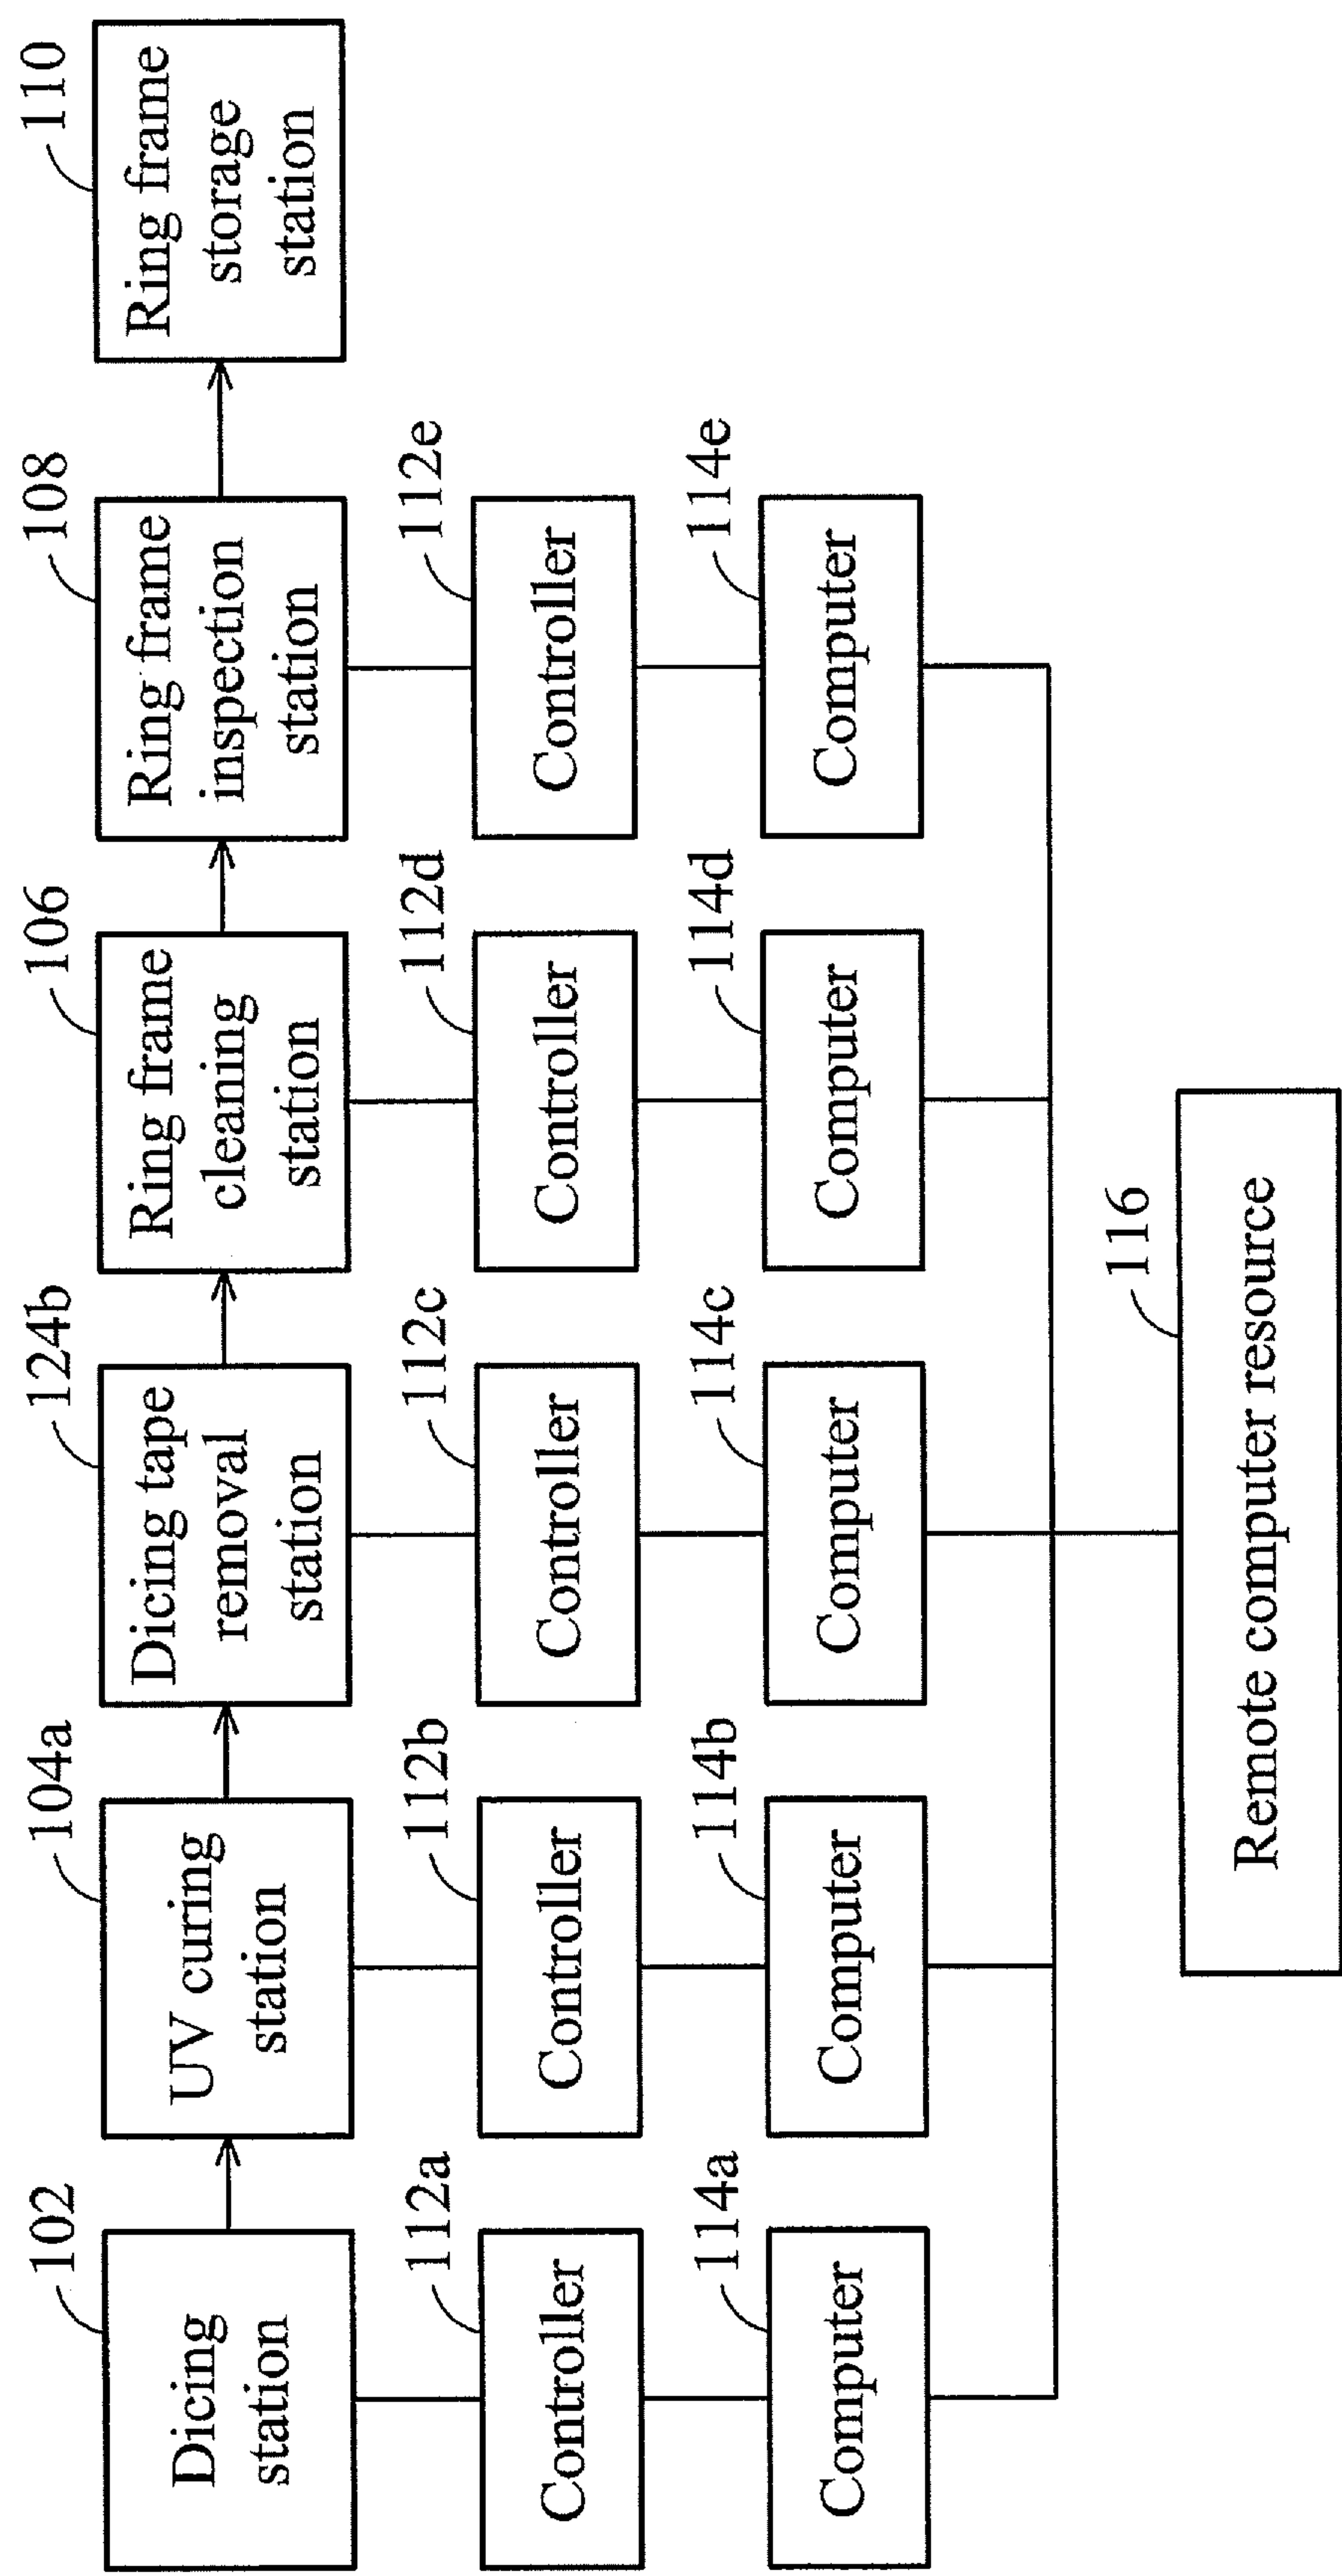 102
Dicing
station
104a
UV curing
station
124b
Dicing tape
removal
station
106
Ring frame
cleaning
station
108
Ring frame
inspection
station
110
Ring frame
storage
station
112a
Controller
112b
Controller
112c
Controller
112d
Controller
112e
Controller
114a
Computer
114b
Computer
114c
Computer
114d
Computer
114e
Computer
116
Remote computer resource